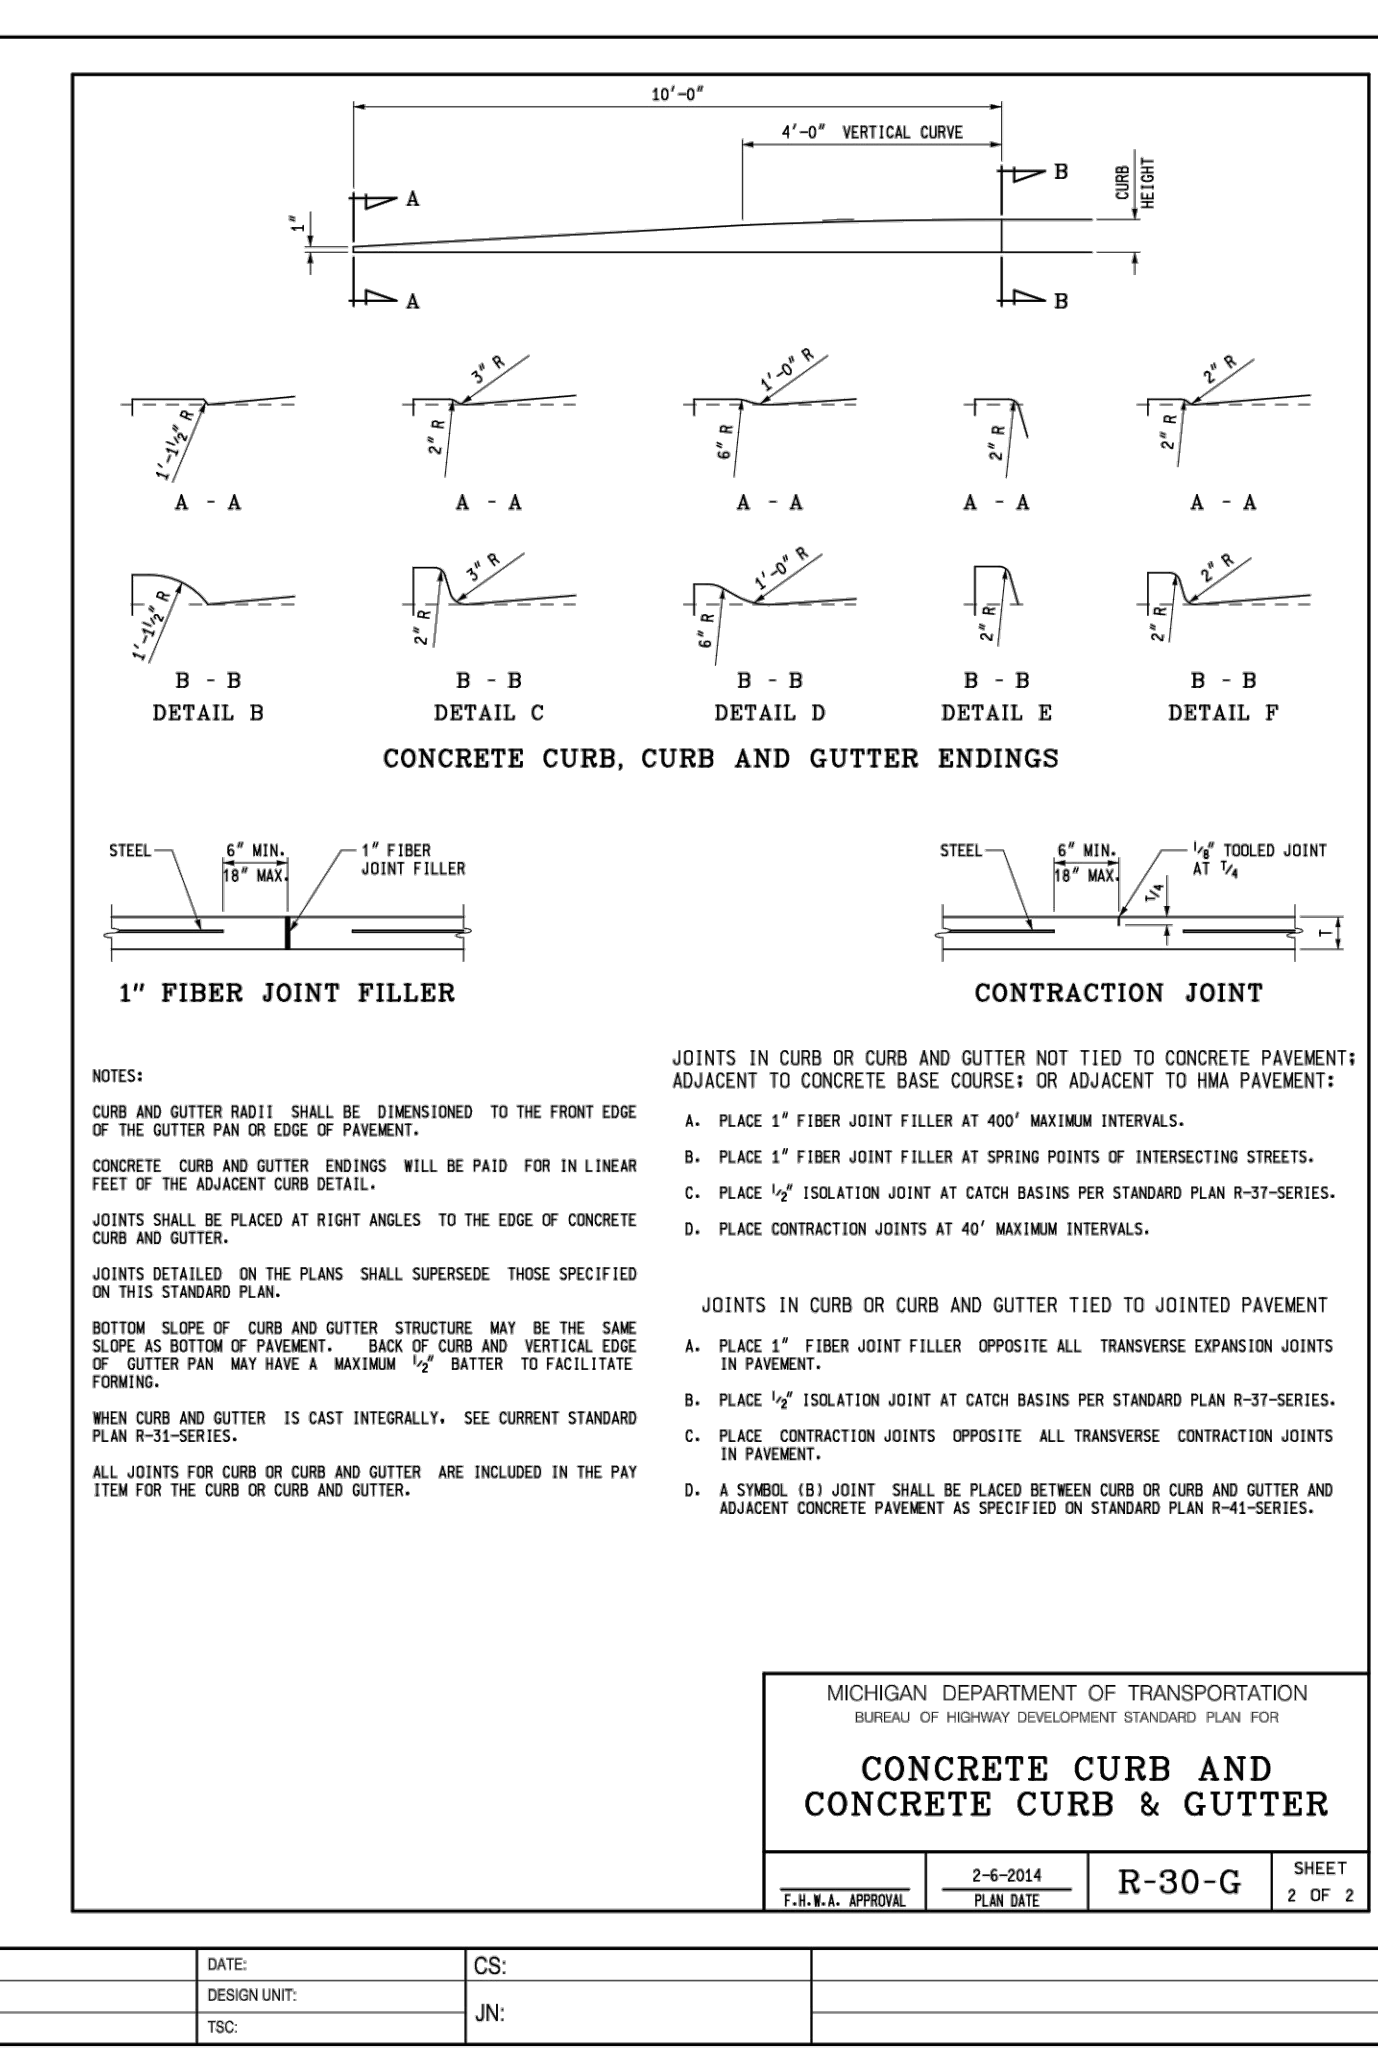 10'-0"
4'-0" VERTICAL CURVE
CURB
HEIGHT
1"
A
B
A
B
1'-1½" R
3" R
2" R
1'-0" R
6" R
2" R
2" R
2" R
A - A
A - A
A - A
A - A
A - A
1'-1½" R
3" R
2" R
1'-0" R
6" R
2" R
2" R
2" R
B - B
B - B
B - B
B - B
B - B
DETAIL B
DETAIL C
DETAIL D
DETAIL E
DETAIL F
CONCRETE CURB, CURB AND GUTTER ENDINGS
STEEL
6" MIN.
18" MAX.
1" FIBER
JOINT FILLER
1" FIBER JOINT FILLER
STEEL
6" MIN.
18" MAX.
T/4
⅛" TOOLED JOINT
AT T/4
T
CONTRACTION JOINT
NOTES:
CURB AND GUTTER RADII SHALL BE DIMENSIONED TO THE FRONT EDGE
OF THE GUTTER PAN OR EDGE OF PAVEMENT.
CONCRETE CURB AND GUTTER ENDINGS WILL BE PAID FOR IN LINEAR
FEET OF THE ADJACENT CURB DETAIL.
JOINTS SHALL BE PLACED AT RIGHT ANGLES TO THE EDGE OF CONCRETE
CURB AND GUTTER.
JOINTS DETAILED ON THE PLANS SHALL SUPERSEDE THOSE SPECIFIED
ON THIS STANDARD PLAN.
BOTTOM SLOPE OF CURB AND GUTTER STRUCTURE MAY BE THE SAME
SLOPE AS BOTTOM OF PAVEMENT. BACK OF CURB AND VERTICAL EDGE
OF GUTTER PAN MAY HAVE A MAXIMUM ½" BATTER TO FACILITATE
FORMING.
WHEN CURB AND GUTTER IS CAST INTEGRALLY, SEE CURRENT STANDARD
PLAN R-31-SERIES.
ALL JOINTS FOR CURB OR CURB AND GUTTER ARE INCLUDED IN THE PAY
ITEM FOR THE CURB OR CURB AND GUTTER.
JOINTS IN CURB OR CURB AND GUTTER NOT TIED TO CONCRETE PAVEMENT;
ADJACENT TO CONCRETE BASE COURSE; OR ADJACENT TO HMA PAVEMENT:
A. PLACE 1" FIBER JOINT FILLER AT 400' MAXIMUM INTERVALS.
B. PLACE 1" FIBER JOINT FILLER AT SPRING POINTS OF INTERSECTING STREETS.
C. PLACE ½" ISOLATION JOINT AT CATCH BASINS PER STANDARD PLAN R-37-SERIES.
D. PLACE CONTRACTION JOINTS AT 40' MAXIMUM INTERVALS.
JOINTS IN CURB OR CURB AND GUTTER TIED TO JOINTED PAVEMENT
A. PLACE 1" FIBER JOINT FILLER OPPOSITE ALL TRANSVERSE EXPANSION JOINTS
IN PAVEMENT.
B. PLACE ½" ISOLATION JOINT AT CATCH BASINS PER STANDARD PLAN R-37-SERIES.
C. PLACE CONTRACTION JOINTS OPPOSITE ALL TRANSVERSE CONTRACTION JOINTS
IN PAVEMENT.
D. A SYMBOL (B) JOINT SHALL BE PLACED BETWEEN CURB OR CURB AND GUTTER AND
ADJACENT CONCRETE PAVEMENT AS SPECIFIED ON STANDARD PLAN R-41-SERIES.
MICHIGAN DEPARTMENT OF TRANSPORTATION
BUREAU OF HIGHWAY DEVELOPMENT STANDARD PLAN FOR
CONCRETE CURB AND
CONCRETE CURB & GUTTER
F.H.W.A. APPROVAL
2-6-2014
PLAN DATE
R-30-G
SHEET
2 OF 2
DATE:
DESIGN UNIT:
TSC:
CS:
JN: